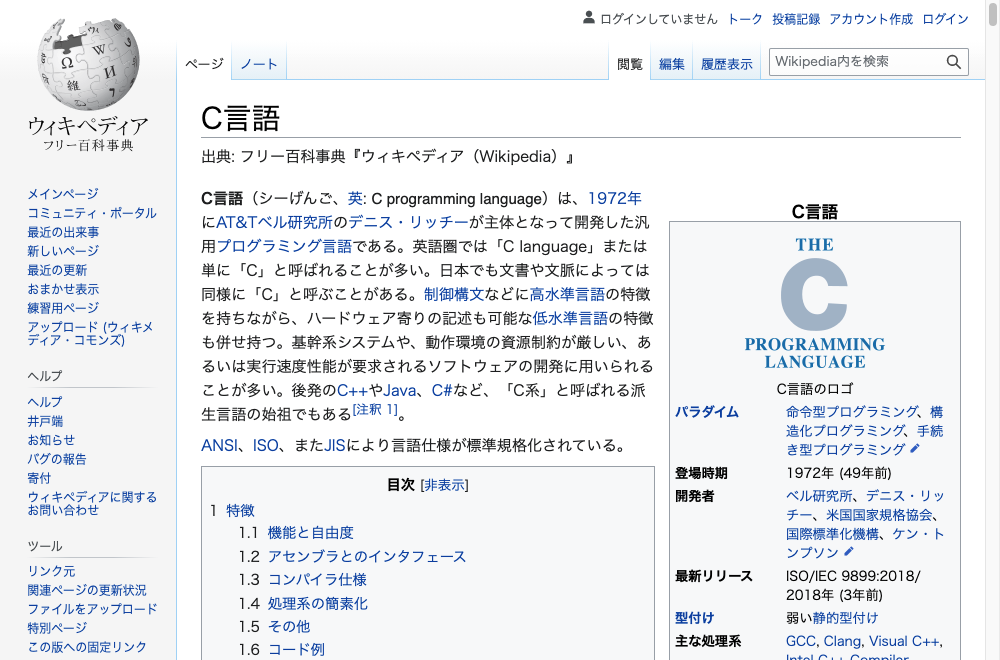 ログインしていません トーク 投稿記録 アカウント作成 ログイン
ページ ノート 閲覧 編集 履歴表示 Wikipedia内を検索
Ω W И 維
ウィキペディア
フリー百科事典
メインページ
コミュニティ・ポータル
最近の出来事
新しいページ
最近の更新
おまかせ表示
練習用ページ
アップロード (ウィキメ
ディア・コモンズ)
ヘルプ
ヘルプ
井戸端
お知らせ
バグの報告
寄付
ウィキペディアに関する
お問い合わせ
ツール
リンク元
関連ページの更新状況
ファイルをアップロード
特別ページ
この版への固定リンク
C言語
出典: フリー百科事典『ウィキペディア（Wikipedia）』
C言語（シーげんご、英: C programming language）は、1972年
にAT&Tベル研究所のデニス・リッチーが主体となって開発した汎
用プログラミング言語である。英語圏では「C language」または
単に「C」と呼ばれることが多い。日本でも文書や文脈によっては
同様に「C」と呼ぶことがある。制御構文などに高水準言語の特徴
を持ちながら、ハードウェア寄りの記述も可能な低水準言語の特徴
も併せ持つ。基幹系システムや、動作環境の資源制約が厳しい、あ
るいは実行速度性能が要求されるソフトウェアの開発に用いられる
ことが多い。後発のC++やJava、C#など、「C系」と呼ばれる派
生言語の始祖でもある[注釈 1]。
ANSI、ISO、またJISにより言語仕様が標準規格化されている。
目次 [非表示]
1 特徴
1.1 機能と自由度
1.2 アセンブラとのインタフェース
1.3 コンパイラ仕様
1.4 処理系の簡素化
1.5 その他
1.6 コード例
C言語
THE
C
PROGRAMMING
LANGUAGE
C言語のロゴ
パラダイム 命令型プログラミング、構
造化プログラミング、手続
き型プログラミング
登場時期 1972年 (49年前)
開発者 ベル研究所、デニス・リッ
チー、米国国家規格協会、
国際標準化機構、ケン・ト
ンプソン
最新リリース ISO/IEC 9899:2018/
2018年 (3年前)
型付け 弱い静的型付け
主な処理系 GCC, Clang, Visual C++,
Intel C++ Compiler